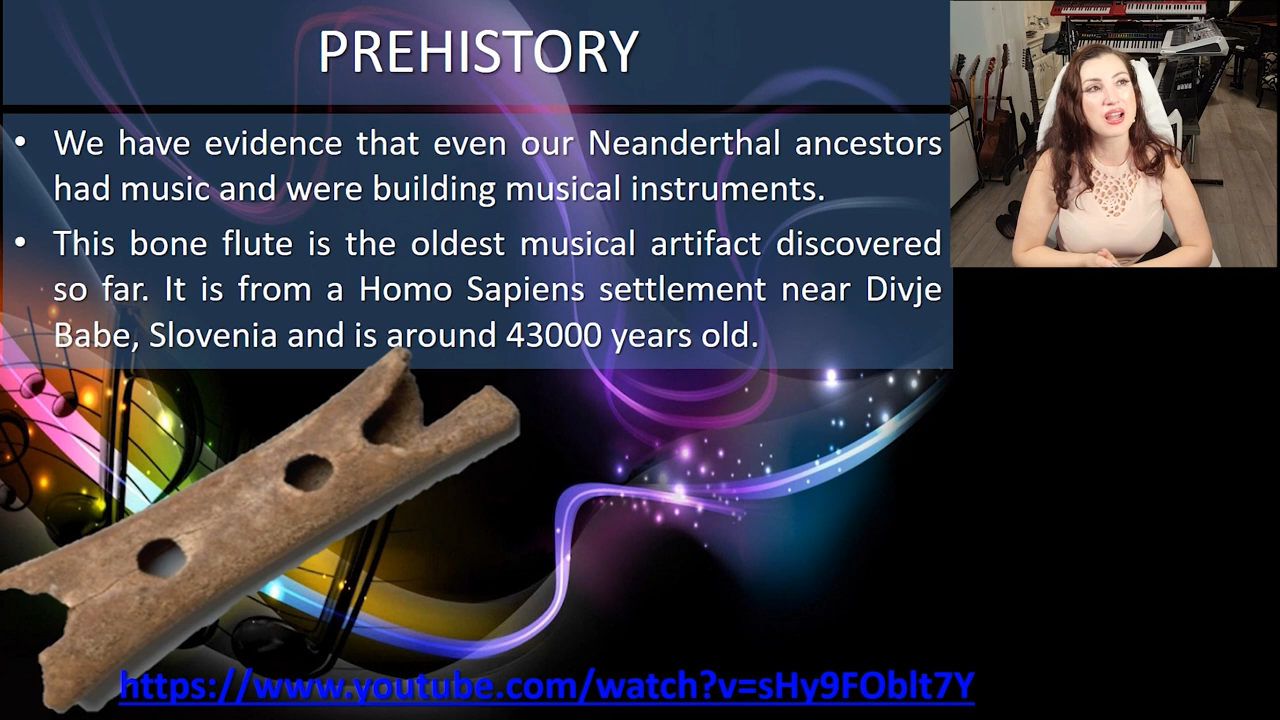 PREHISTORY
• We have evidence that even our Neanderthal ancestors
had music and were building musical instruments.
• This bone flute is the oldest musical artifact discovered
so far. It is from a Homo Sapiens settlement near Divje
Babe, Slovenia and is around 43000 years old.
https://www.youtube.com/watch?v=sHy9FOblt7Y